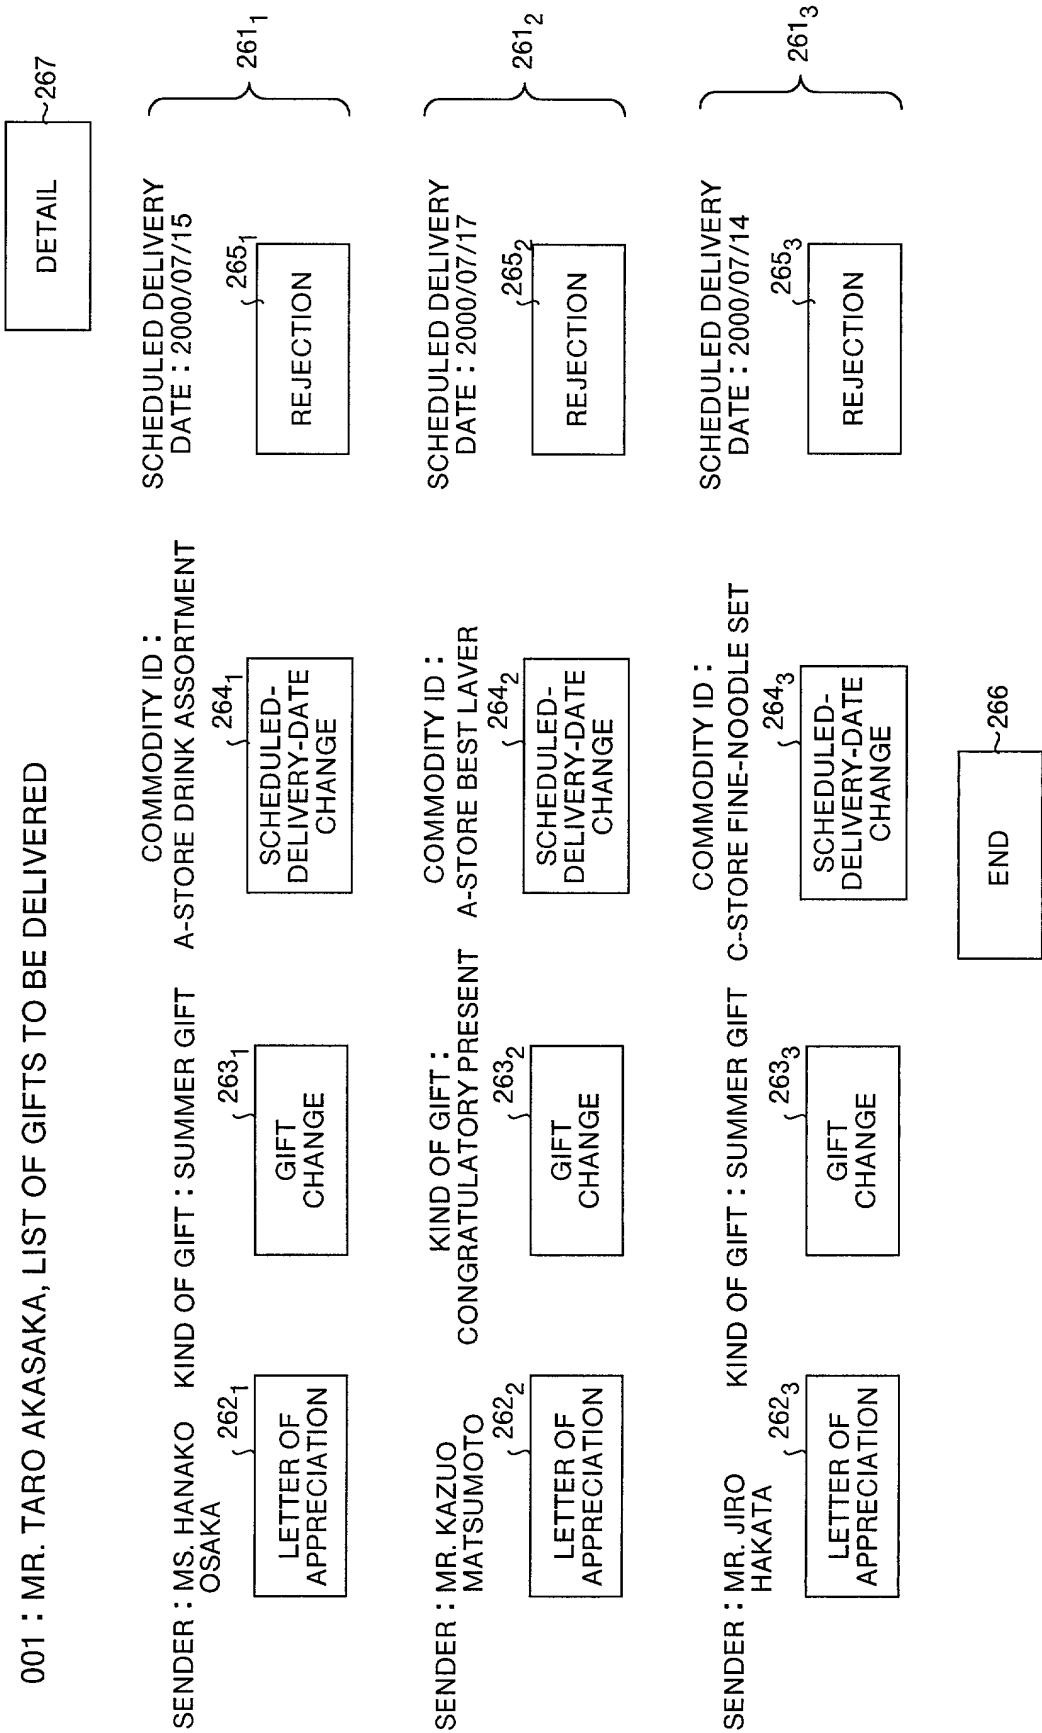 001 : MR. TARO AKASAKA, LIST OF GIFTS TO BE DELIVERED
DETAIL
267
SENDER : MS. HANAKO
OSAKA
KIND OF GIFT : SUMMER GIFT
COMMODITY ID :
A-STORE DRINK ASSORTMENT
SCHEDULED DELIVERY
DATE : 2000/07/15
262₁
LETTER OF
APPRECIATION
263₁
GIFT
CHANGE
264₁
SCHEDULED-
DELIVERY-DATE
CHANGE
265₁
REJECTION
261₁
SENDER : MR. KAZUO
MATSUMOTO
KIND OF GIFT :
CONGRATULATORY PRESENT
COMMODITY ID :
A-STORE BEST LAVER
SCHEDULED DELIVERY
DATE : 2000/07/17
262₂
LETTER OF
APPRECIATION
263₂
GIFT
CHANGE
264₂
SCHEDULED-
DELIVERY-DATE
CHANGE
265₂
REJECTION
261₂
SENDER : MR. JIRO
HAKATA
KIND OF GIFT : SUMMER GIFT
COMMODITY ID :
C-STORE FINE-NOODLE SET
SCHEDULED DELIVERY
DATE : 2000/07/14
262₃
LETTER OF
APPRECIATION
263₃
GIFT
CHANGE
264₃
SCHEDULED-
DELIVERY-DATE
CHANGE
265₃
REJECTION
261₃
END
266